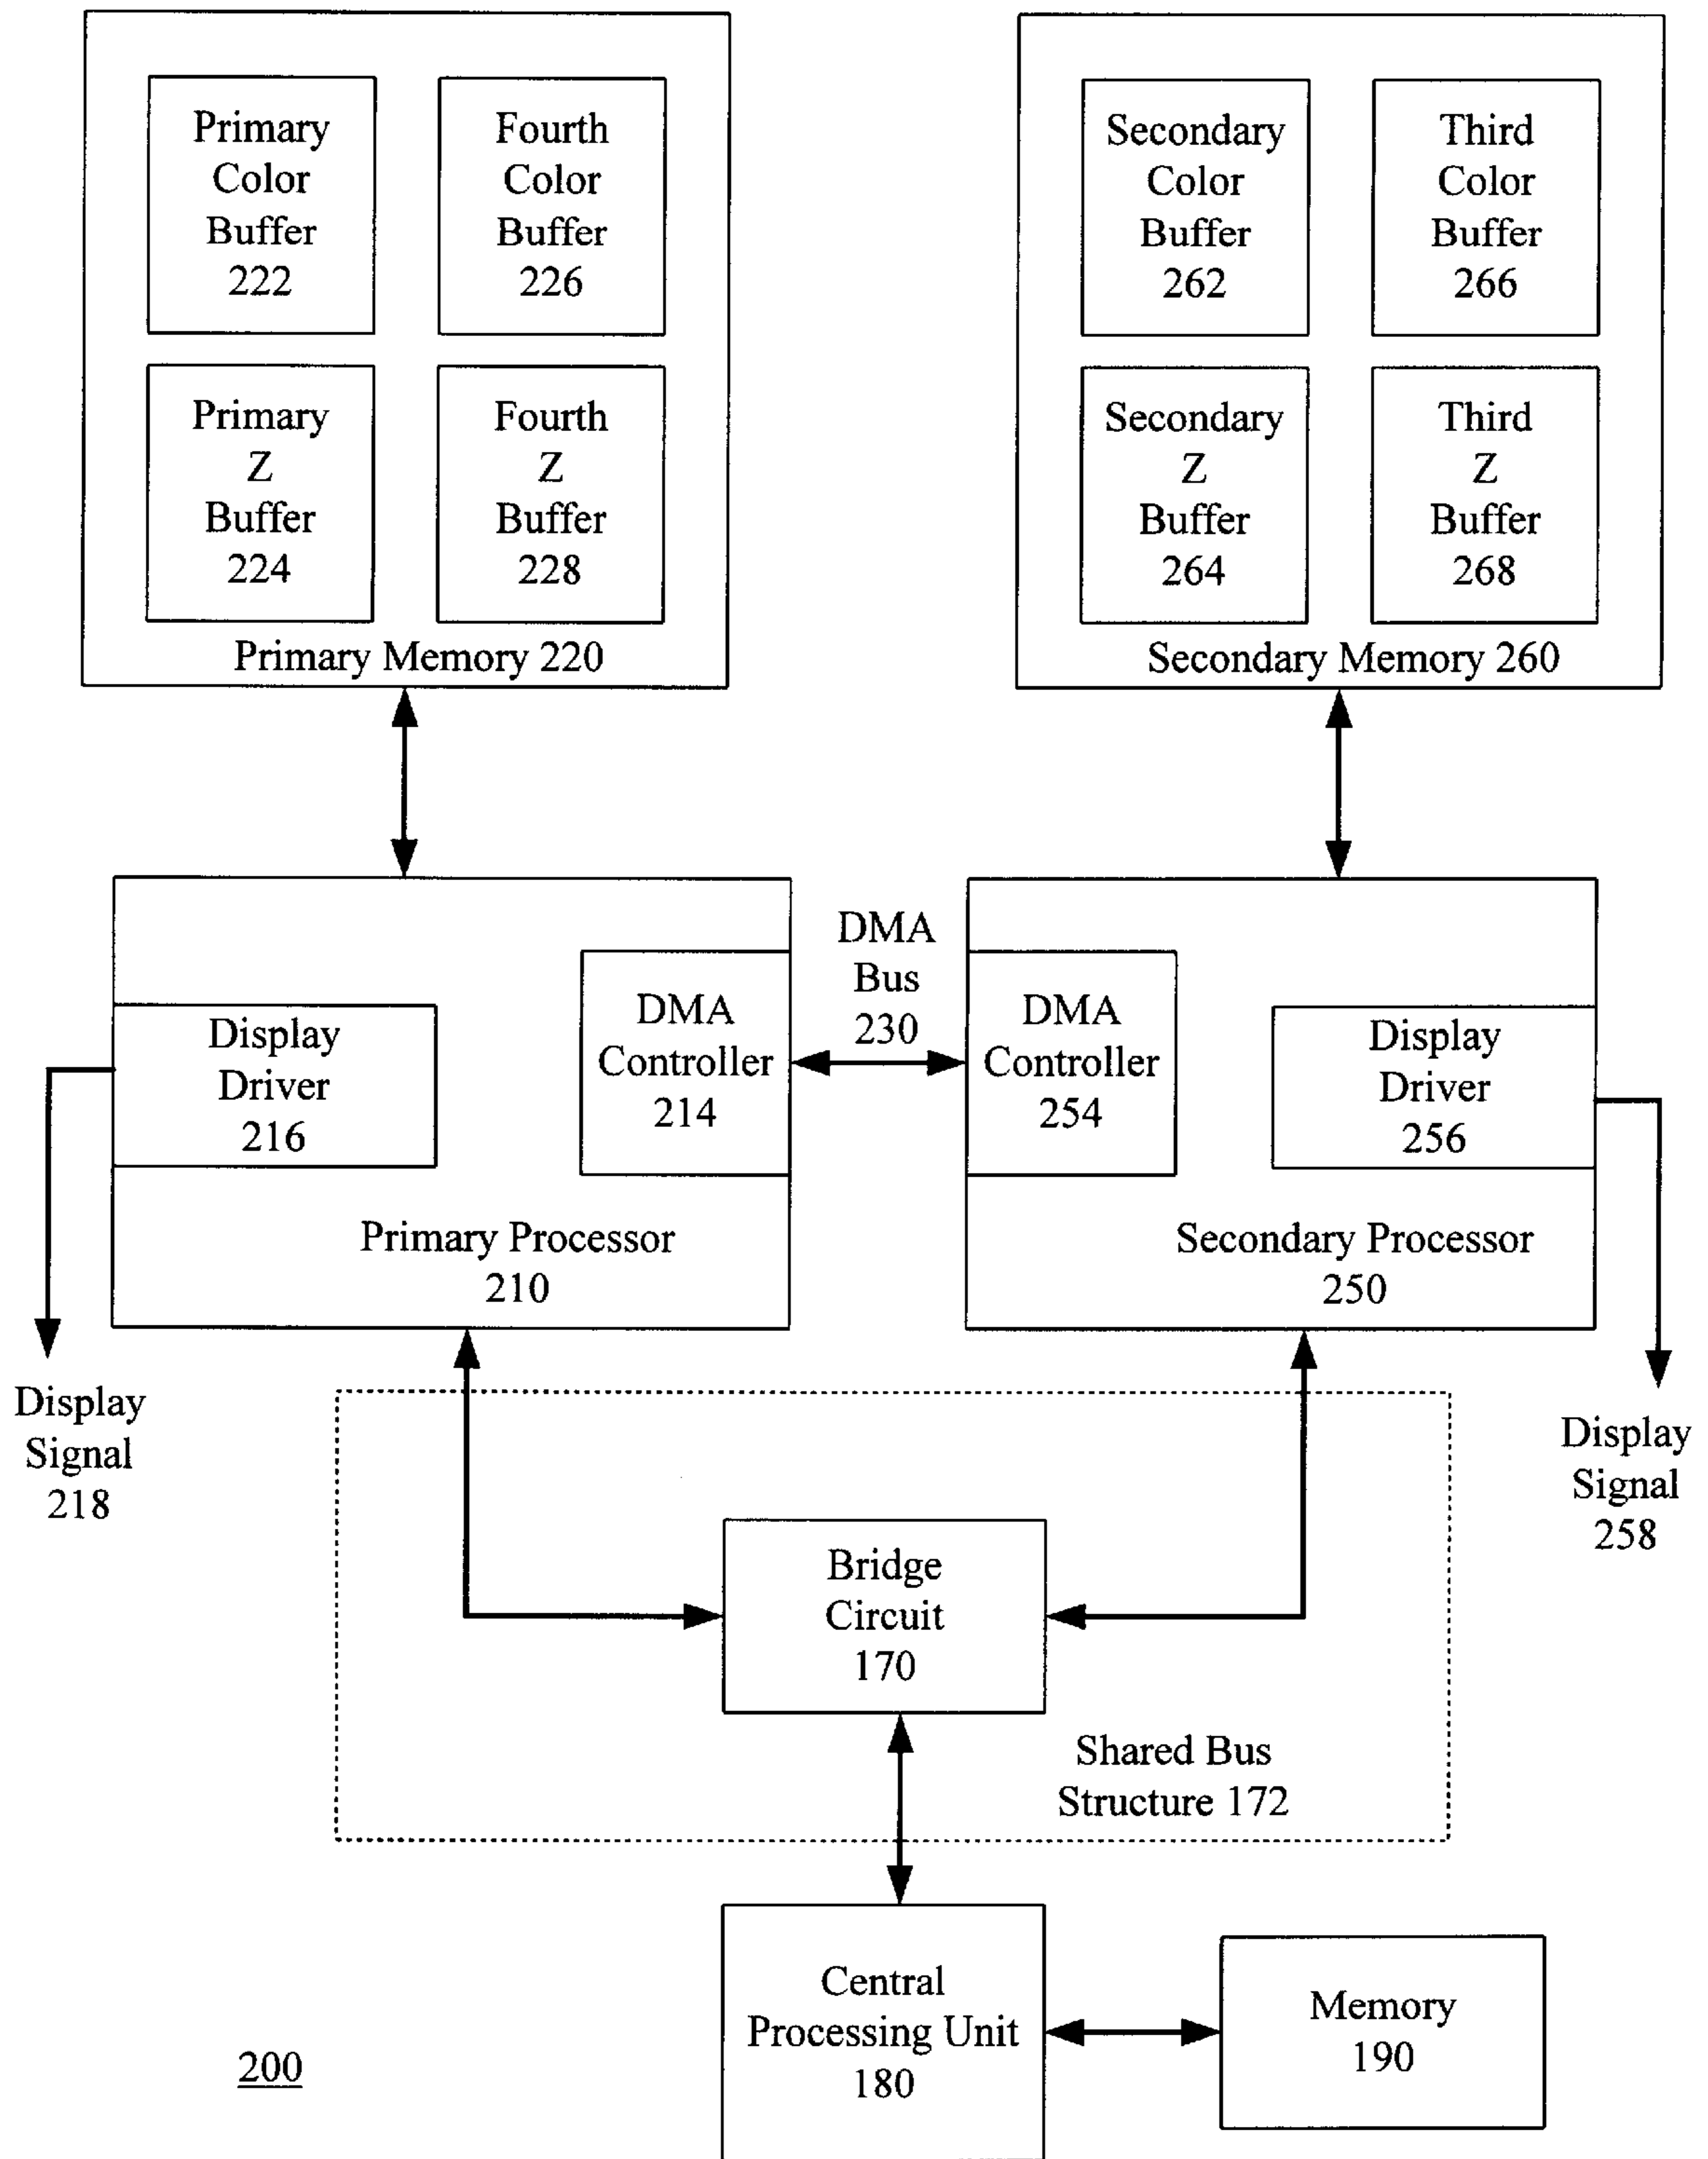 Primary
Color
Buffer
222
Fourth
Color
Buffer
226
Primary
Z
Buffer
224
Fourth
Z
Buffer
228
Primary Memory 220
Secondary
Color
Buffer
262
Third
Color
Buffer
266
Secondary
Z
Buffer
264
Third
Z
Buffer
268
Secondary Memory 260
Display
Driver
216
DMA
Controller
214
Primary Processor
210
DMA
Bus
230
DMA
Controller
254
Display
Driver
256
Secondary Processor
250
Display
Signal
218
Display
Signal
258
Bridge
Circuit
170
Shared Bus
Structure 172
Central
Processing Unit
180
Memory
190
200